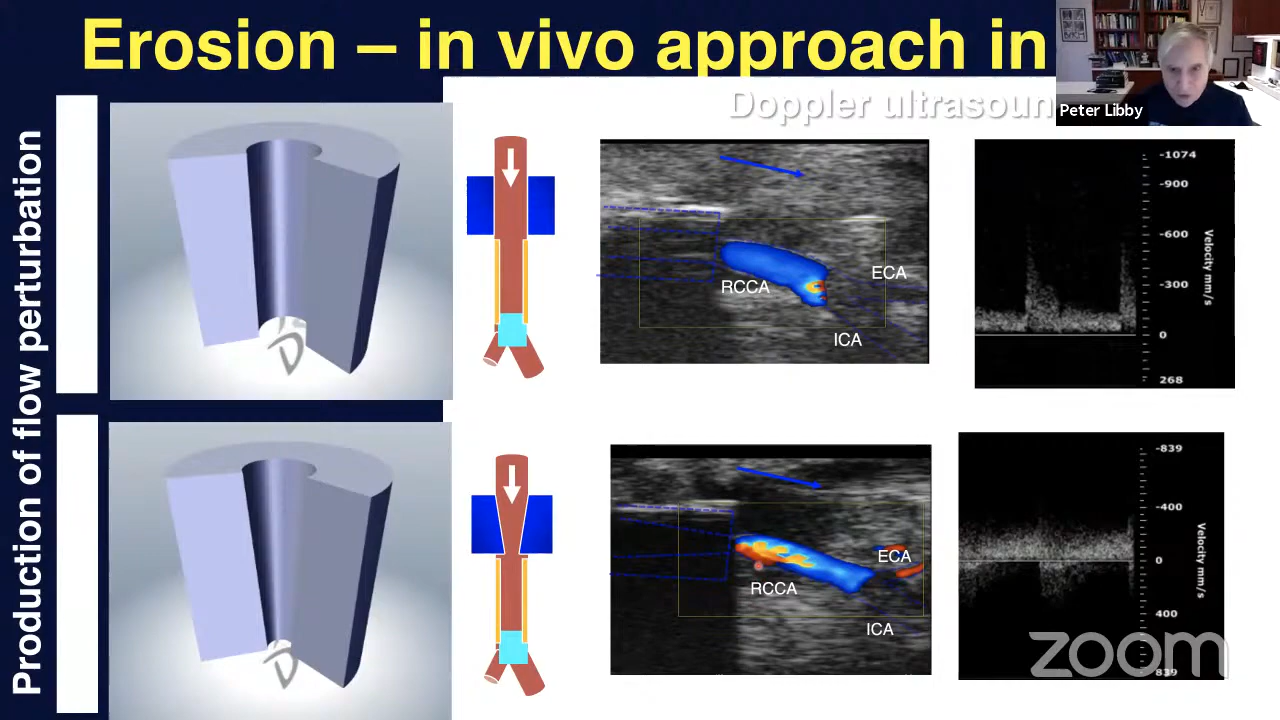 Erosion – in vivo approach in
Doppler ultrasoun
Peter Libby
Production of flow perturbation
D
RCCA
ECA
ICA
-1074
-900
-600
-300
0
268
Velocity mm/s
D
RCCA
ECA
ICA
-839
-400
0
400
839
Velocity mm/s
zoom